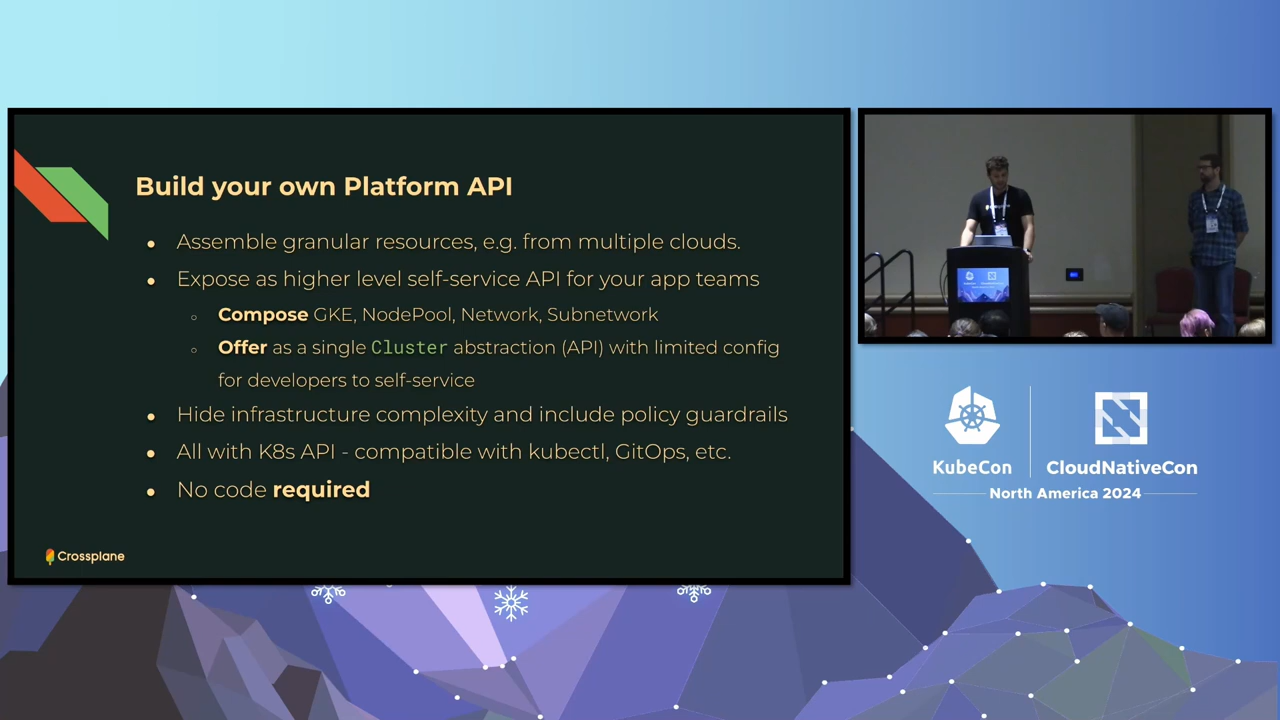 Build your own Platform API
● Assemble granular resources, e.g. from multiple clouds.
● Expose as higher level self-service API for your app teams
○ Compose GKE, NodePool, Network, Subnetwork
○ Offer as a single Cluster abstraction (API) with limited config
for developers to self-service
● Hide infrastructure complexity and include policy guardrails
● All with K8s API - compatible with kubectl, GitOps, etc.
● No code required
Crossplane
KubeCon
CloudNativeCon
North America 2024